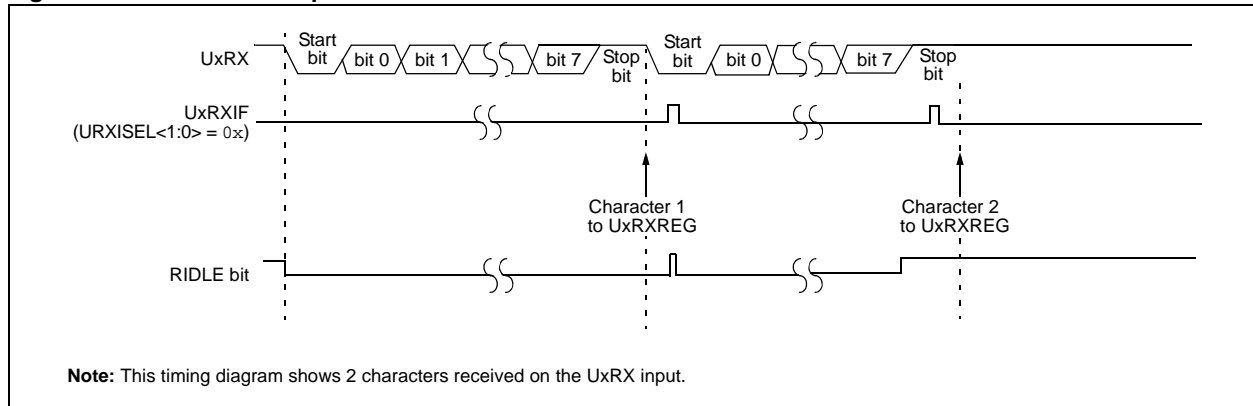 UxRX
Start
bit
bit 0
bit 1
bit 7
Stop
bit
Start
bit
bit 0
bit 7
Stop
bit
UxRXIF
(URXISEL<1:0> = 0x)
Character 1
to UxRXREG
Character 2
to UxRXREG
RIDLE bit
Note: This timing diagram shows 2 characters received on the UxRX input.